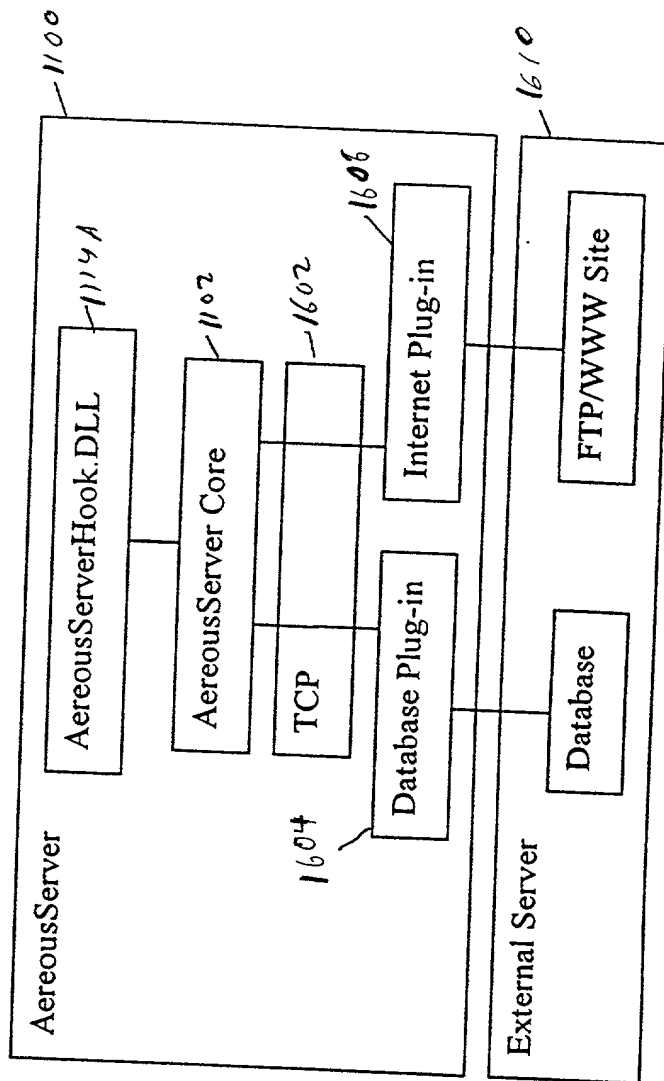 1100
AereousServer
AereousServerHook.DLL
1114A
AereousServer Core
1102
TCP
1602
Database Plug-in
1604
Internet Plug-in
1606
1610
External Server
Database
FTP/WWW Site